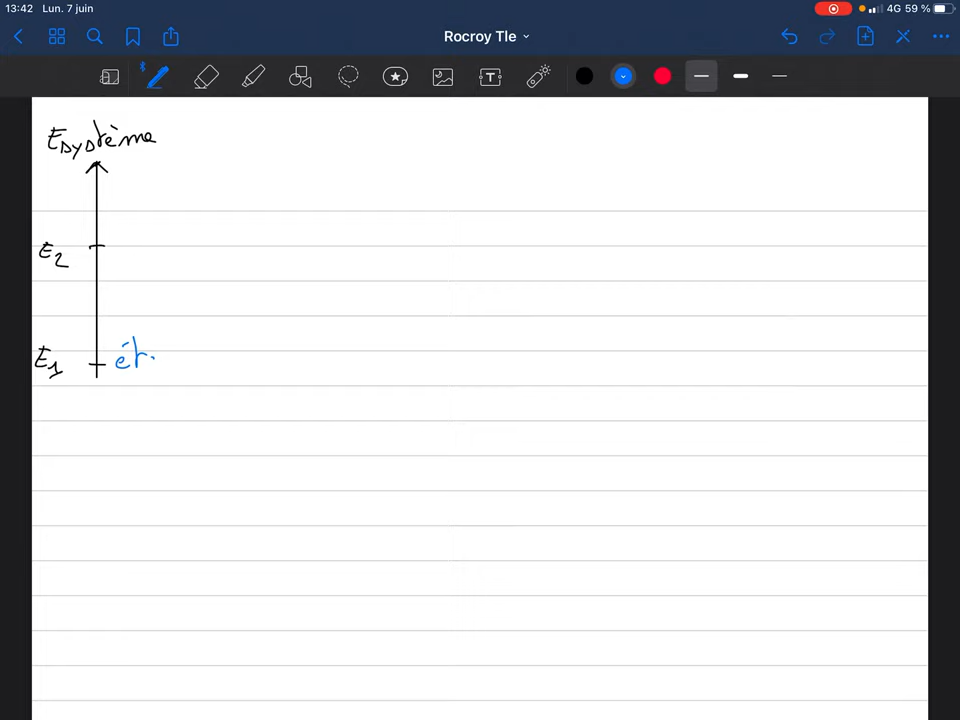 13:42 Lun. 7 juin 4G 59 %
Rocroy Tle
Esystème
E2
E1 ét.